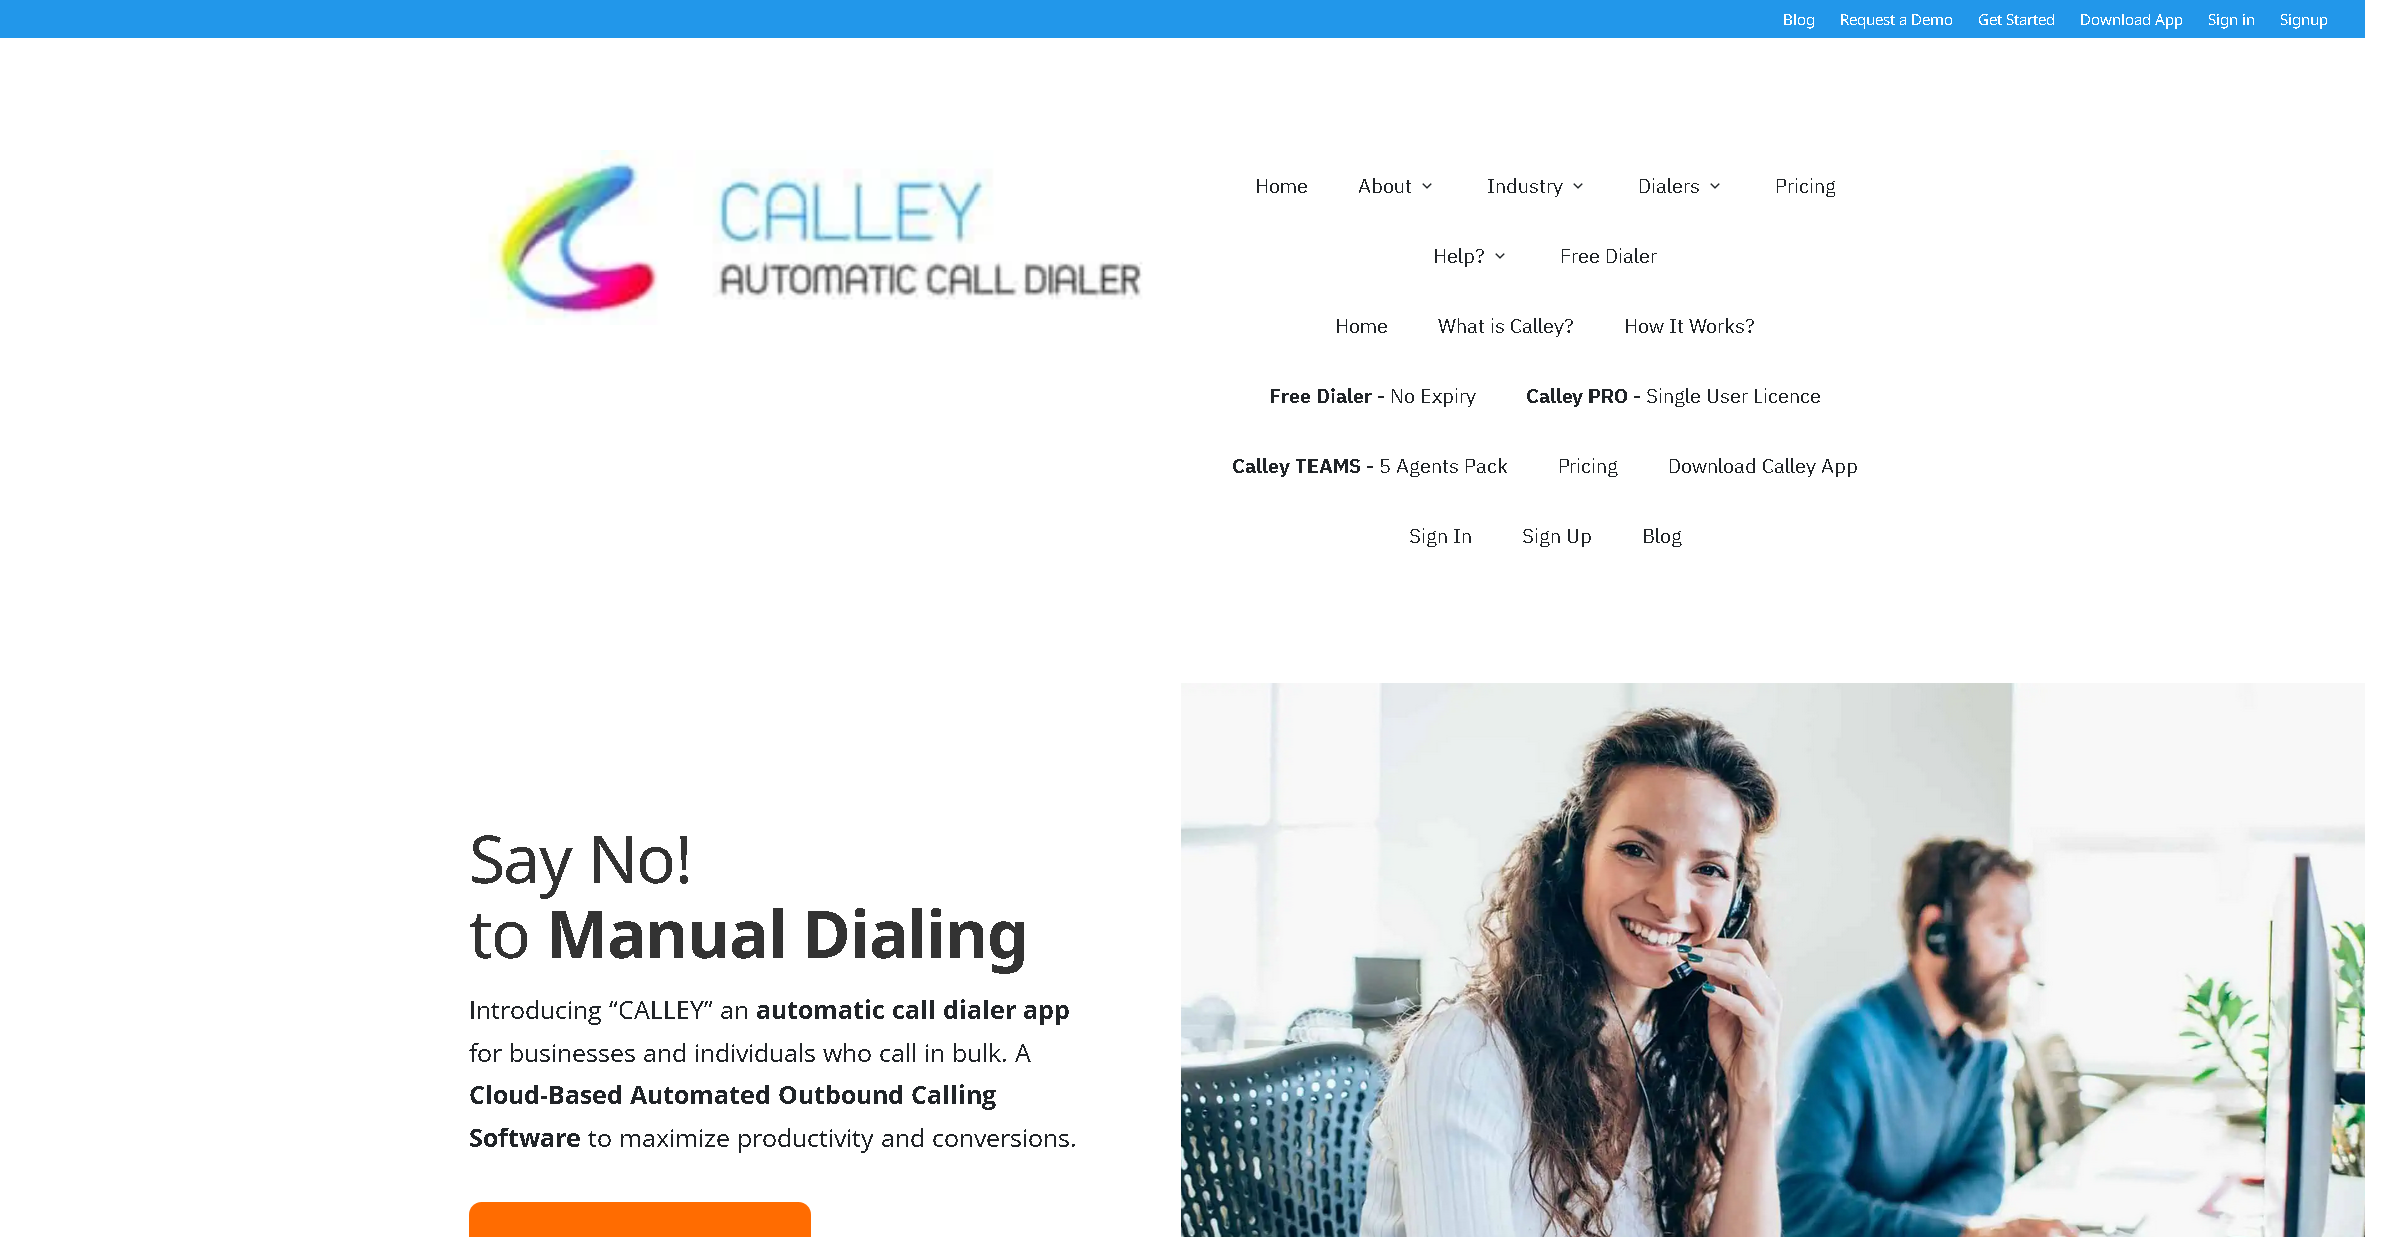 Blog Request a Demo Get Started Download App Sign in Signup
CALLEY
AUTOMATIC CALL DIALER
Home About Industry Dialers Pricing
Help? Free Dialer
Home What is Calley? How It Works?
Free Dialer - No Expiry Calley PRO - Single User Licence
Calley TEAMS - 5 Agents Pack Pricing Download Calley App
Sign In Sign Up Blog
Say No!
to Manual Dialing
Introducing “CALLEY” an automatic call dialer app
for businesses and individuals who call in bulk. A
Cloud-Based Automated Outbound Calling
Software to maximize productivity and conversions.